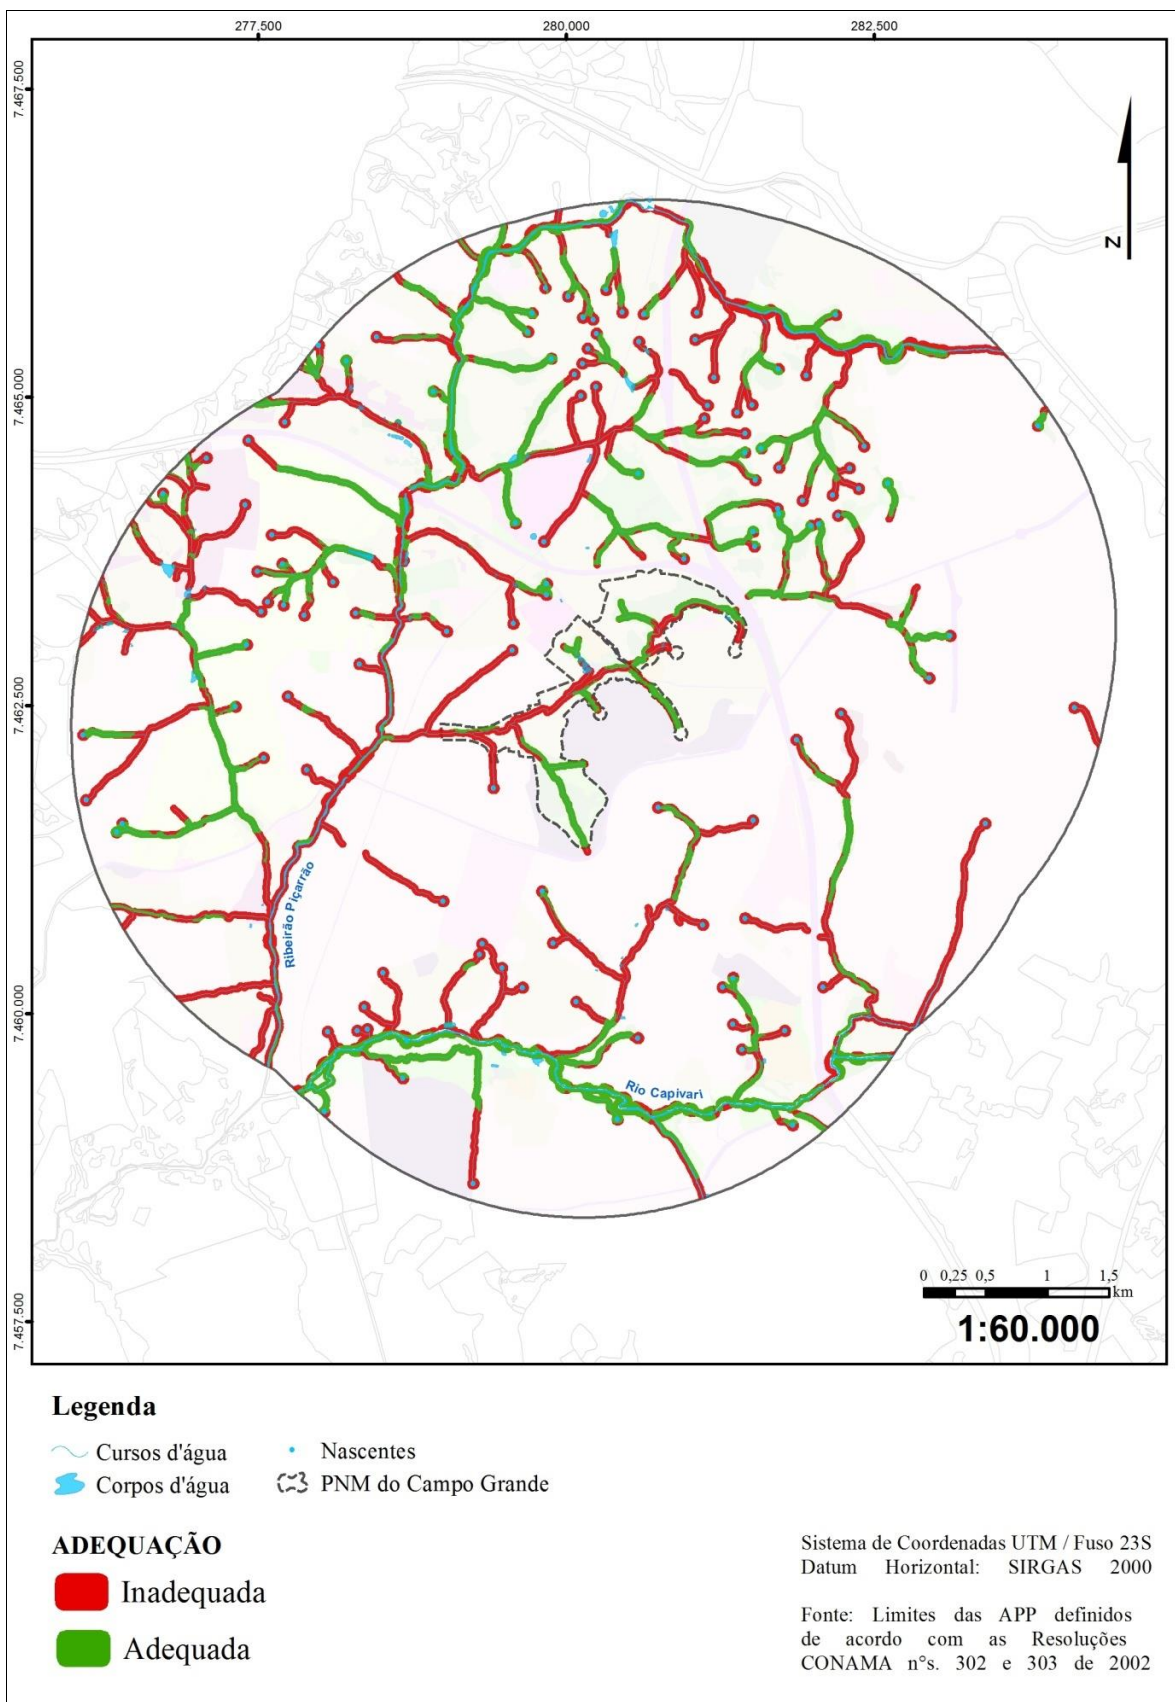 277.500 280.000 282.500
7.467.500
7.465.000
7.462.500
7.460.000
7.457.500
N
Ribeirão Piçarrão
Rio Capivari
0 0,25 0,5 1 1,5
km
1:60.000
Legenda
Cursos d'água
Nascentes
Corpos d'água
PNM do Campo Grande
ADEQUAÇÃO
Inadequada
Adequada
Sistema de Coordenadas UTM / Fuso 23S
Datum Horizontal: SIRGAS 2000
Fonte: Limites das APP definidos
de acordo com as Resoluções
CONAMA n°s. 302 e 303 de 2002